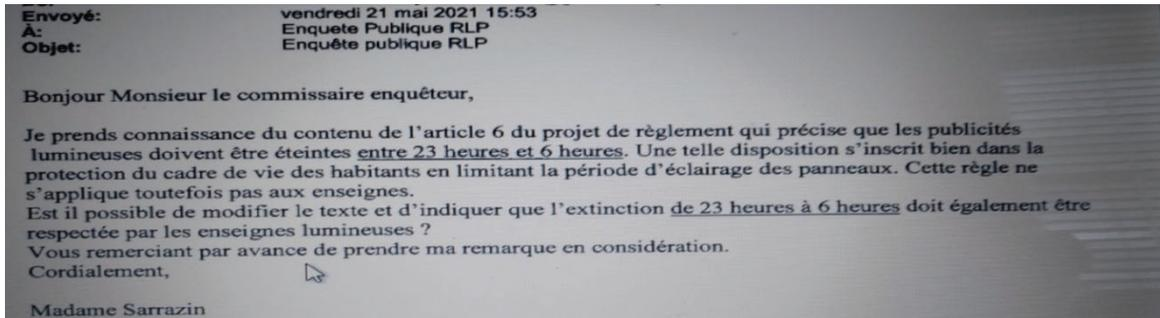 Envoyé: vendredi 21 mai 2021 15:53
À: Enquete Publique RLP
Objet: Enquête publique RLP
Bonjour Monsieur le commissaire enquêteur,
Je prends connaissance du contenu de l'article 6 du projet de règlement qui précise que les publicités
lumineuses doivent être éteintes entre 23 heures et 6 heures. Une telle disposition s'inscrit bien dans la
protection du cadre de vie des habitants en limitant la période d'éclairage des panneaux. Cette règle ne
s'applique toutefois pas aux enseignes.
Est il possible de modifier le texte et d'indiquer que l'extinction de 23 heures à 6 heures doit également être
respectée par les enseignes lumineuses ?
Vous remerciant par avance de prendre ma remarque en considération.
Cordialement,
Madame Sarrazin